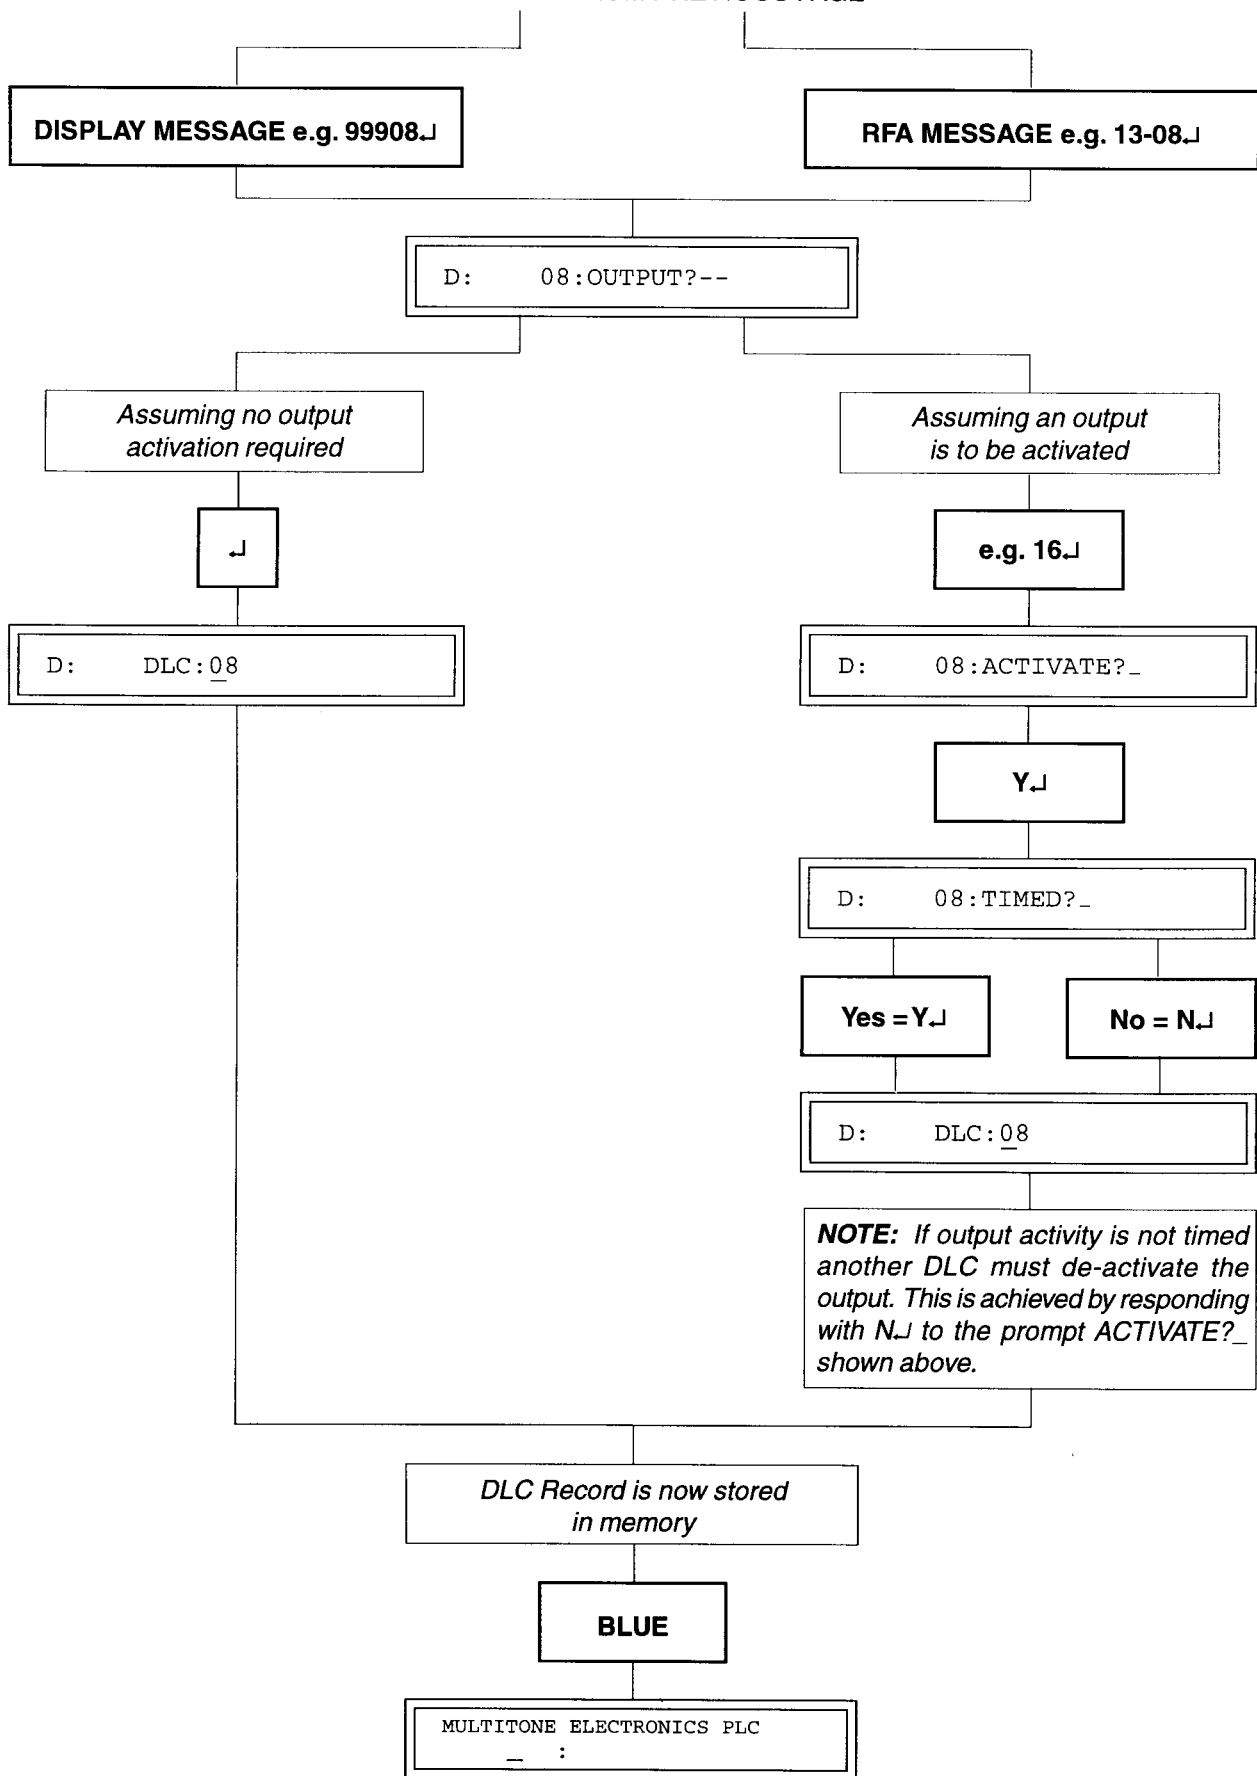 DISPLAY MESSAGE e.g. 99908↵
RFA MESSAGE e.g. 13-08↵
D: 08:OUTPUT?--
Assuming no output
activation required
Assuming an output
is to be activated
↵
e.g. 16↵
D: DLC:08
D: 08:ACTIVATE?_
Y↵
D: 08:TIMED?_
Yes = Y↵
No = N↵
D: DLC:08
NOTE: If output activity is not timed
another DLC must de-activate the
output. This is achieved by responding
with N↵ to the prompt ACTIVATE?_
shown above.
DLC Record is now stored
in memory
BLUE
MULTITONE ELECTRONICS PLC
_ :